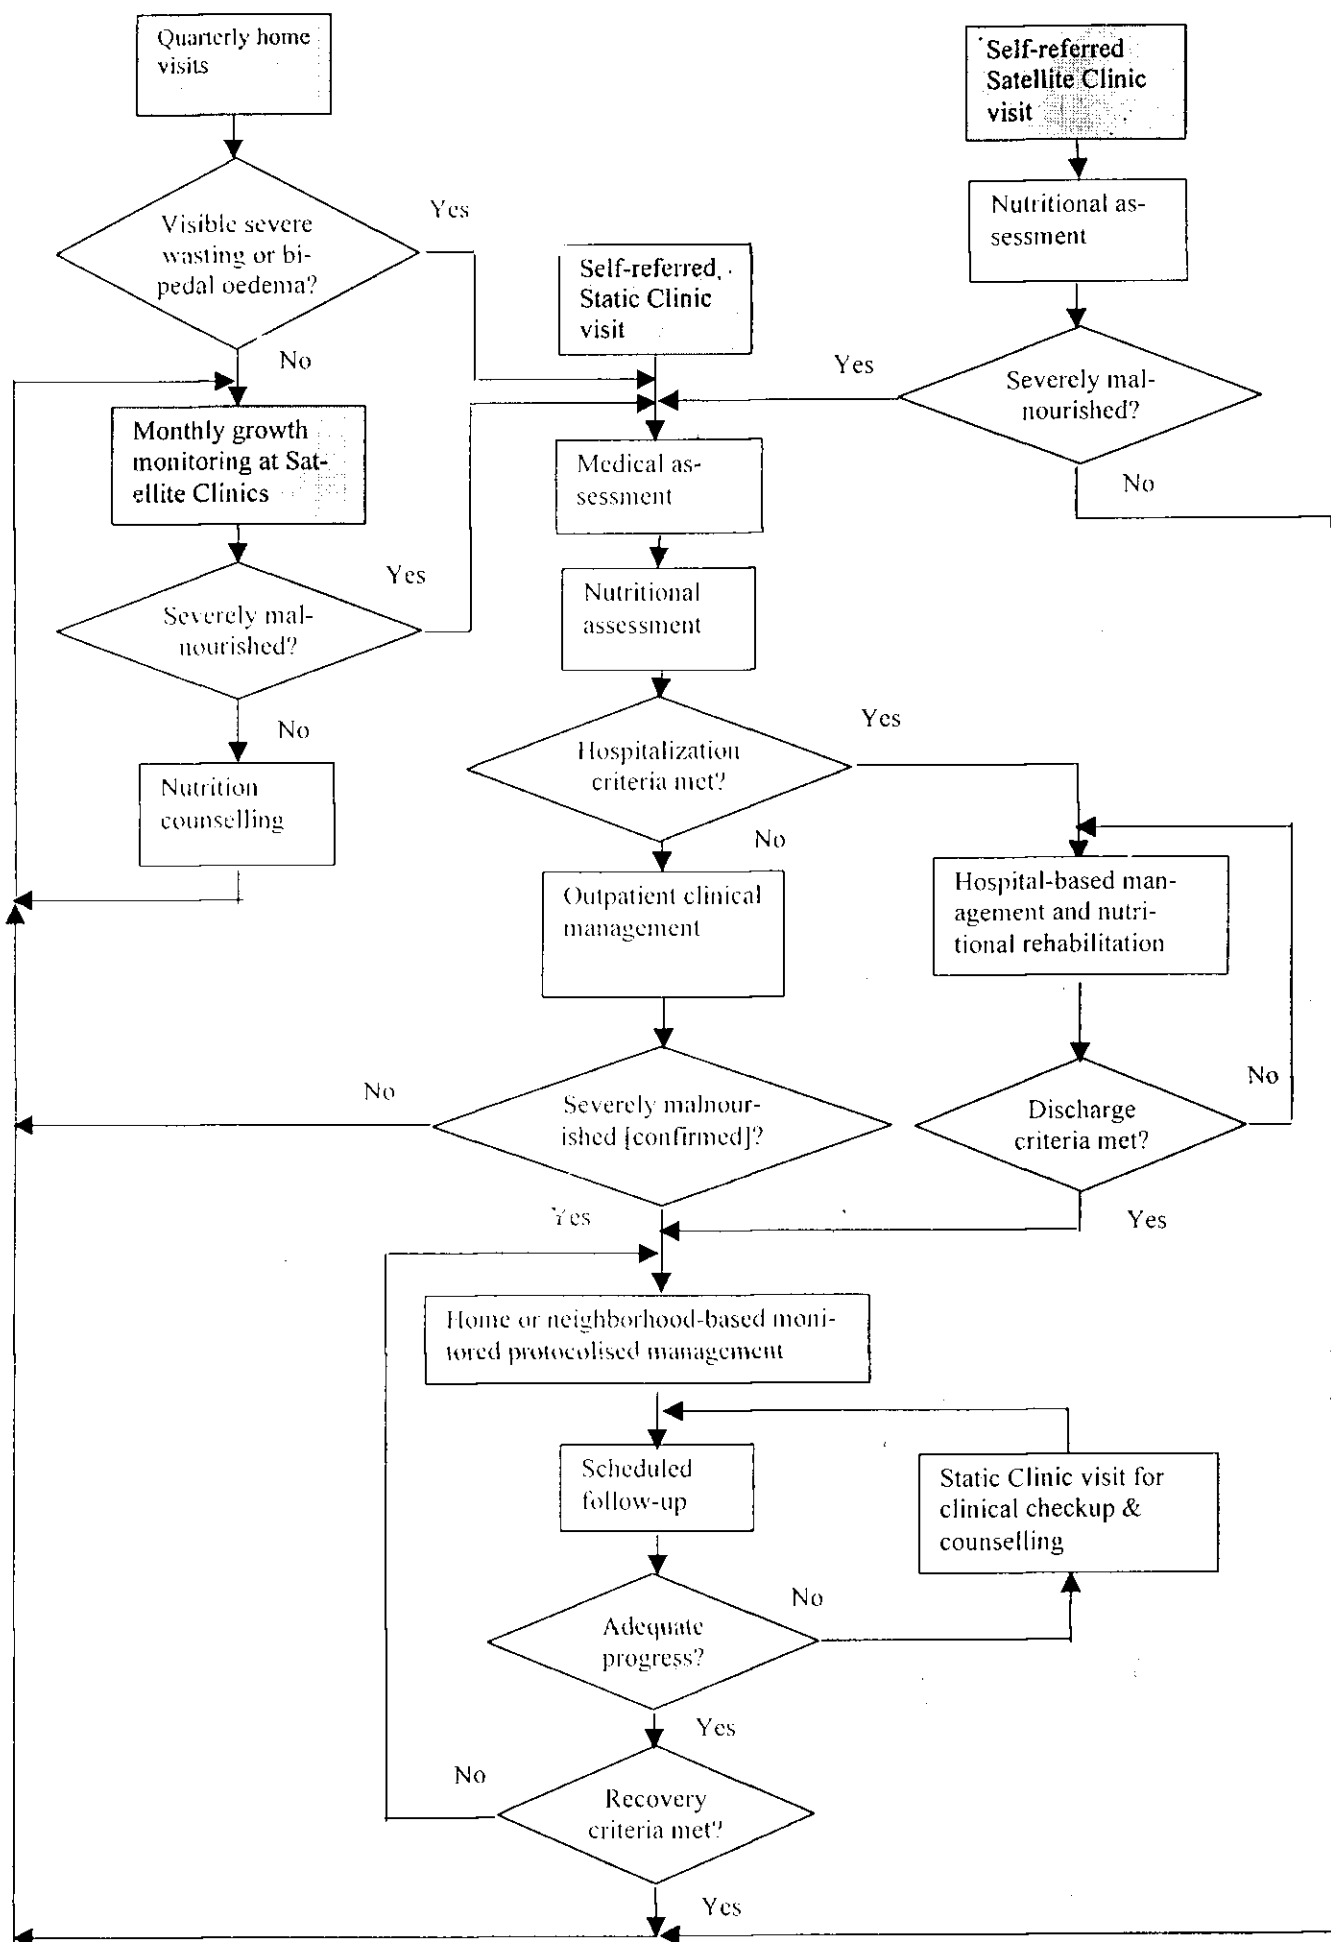 Quarterly home
visits
Self-referred
Satellite Clinic
visit
Visible severe
wasting or bi-
pedal oedema?
Yes
Nutritional as-
sessment
Self-referred,
Static Clinic
visit
No
Yes
Severely mal-
nourished?
Monthly growth
monitoring at Sat-
ellite Clinics
Medical as-
sessment
No
Yes
Severely mal-
nourished?
Nutritional
assessment
No
Yes
Hospitalization
criteria met?
Nutrition
counselling
No
Outpatient clinical
management
Hospital-based man-
agement and nutri-
tional rehabilitation
No
Severely malnour-
ished [confirmed]?
No
Discharge
criteria met?
Yes
Yes
Home or neighborhood-based moni-
tored protocolised management
Scheduled
follow-up
Static Clinic visit for
clinical checkup &
counselling
No
Adequate
progress?
Yes
No
Recovery
criteria met?
Yes